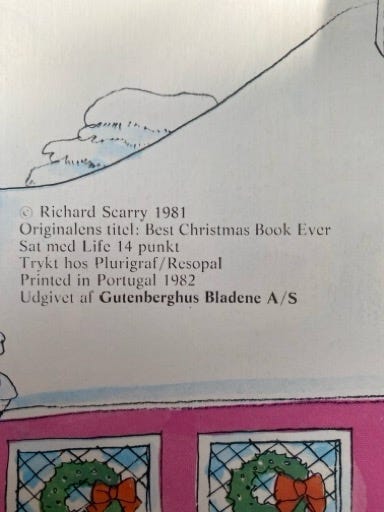 © Richard Scarry 1981
Originalens titel: Best Christmas Book Ever
Sat med Life 14 punkt
Trykt hos Plurigraf/Resopal
Printed in Portugal 1982
Udgivet af Gutenberghus Bladene A/S